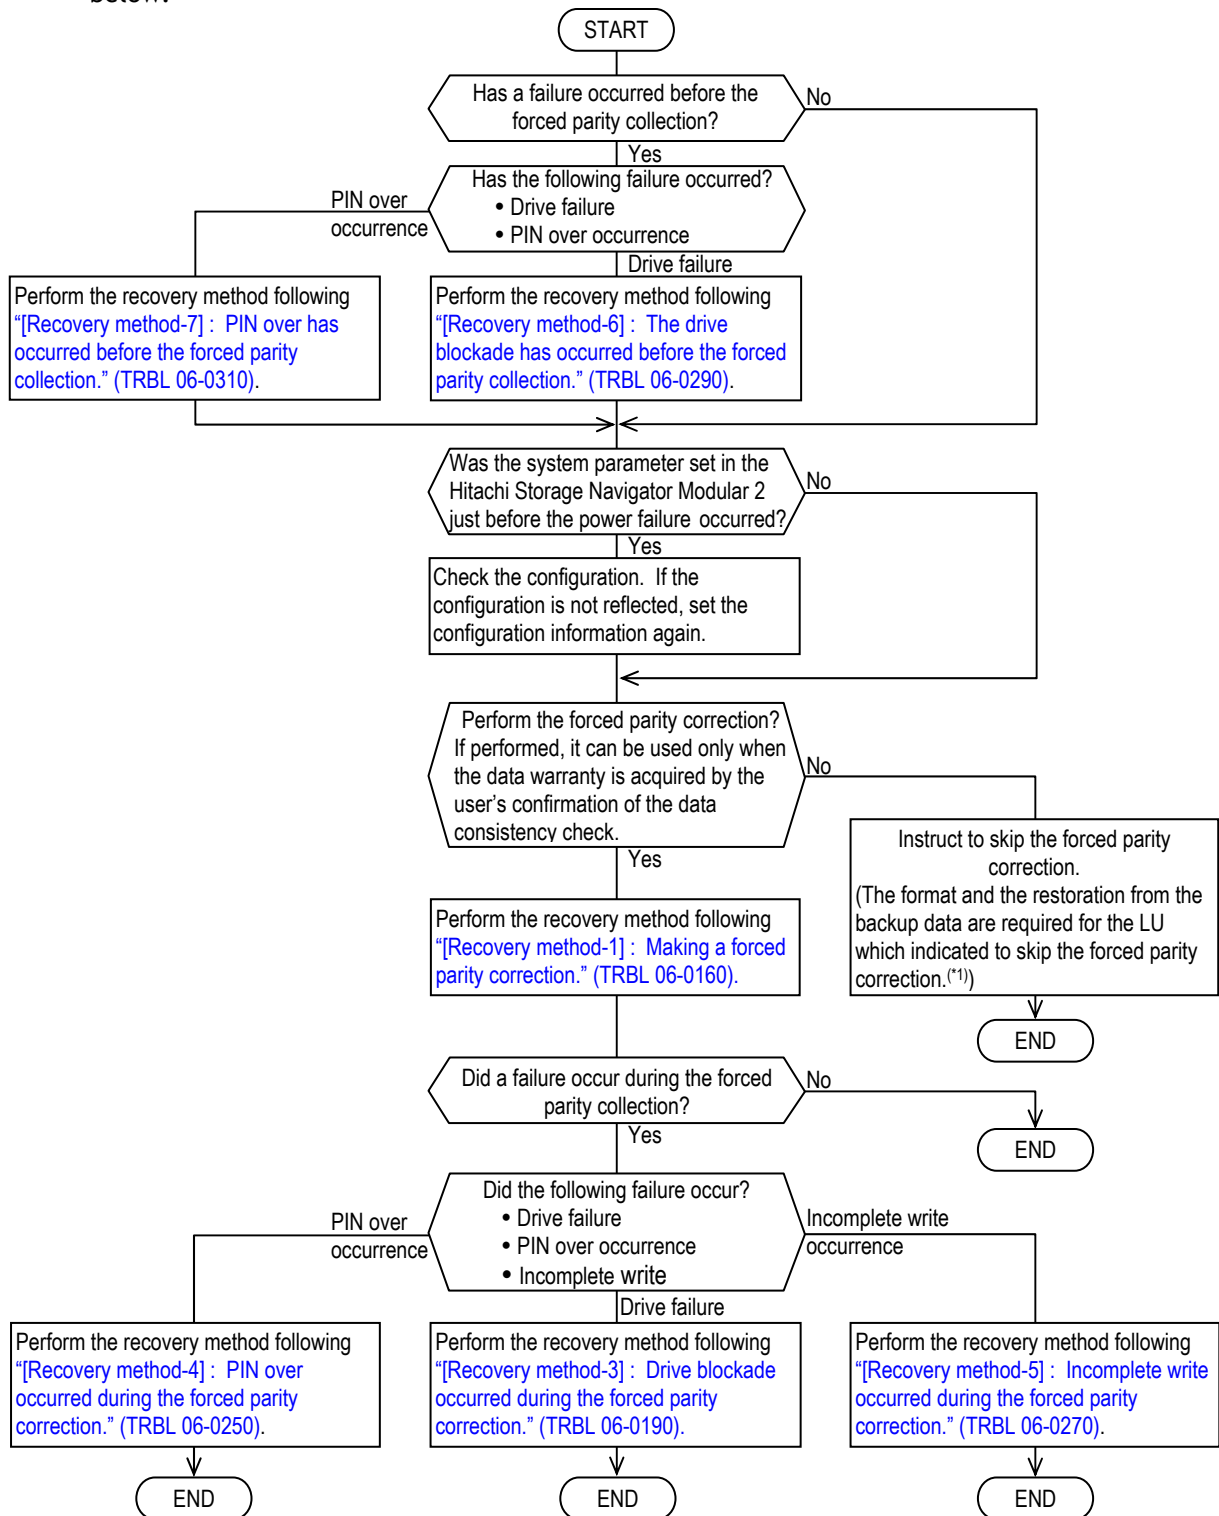 below.
START
Has a failure occurred before the
forced parity collection?
No
Yes
Has the following failure occurred?
• Drive failure
• PIN over occurrence
PIN over
occurrence
Drive failure
Perform the recovery method following
“[Recovery method-7] : PIN over has
occurred before the forced parity
collection.” (TRBL 06-0310).
Perform the recovery method following
“[Recovery method-6] : The drive
blockade has occurred before the forced
parity collection.” (TRBL 06-0290).
Was the system parameter set in the
Hitachi Storage Navigator Modular 2
just before the power failure occurred?
No
Yes
Check the configuration. If the
configuration is not reflected, set the
configuration information again.
Perform the forced parity correction?
If performed, it can be used only when
the data warranty is acquired by the
user’s confirmation of the data
consistency check.
No
Yes
Instruct to skip the forced parity
correction.
(The format and the restoration from the
backup data are required for the LU
which indicated to skip the forced parity
correction.(*1))
END
Perform the recovery method following
“[Recovery method-1] : Making a forced
parity correction.” (TRBL 06-0160).
Did a failure occur during the forced
parity collection?
No
END
Yes
Did the following failure occur?
• Drive failure
• PIN over occurrence
• Incomplete write
PIN over
occurrence
Incomplete write
occurrence
Drive failure
Perform the recovery method following
“[Recovery method-4] : PIN over
occurred during the forced parity
correction.” (TRBL 06-0250).
Perform the recovery method following
“[Recovery method-3] : Drive blockade
occurred during the forced parity
correction.” (TRBL 06-0190).
Perform the recovery method following
“[Recovery method-5] : Incomplete write
occurred during the forced parity
correction.” (TRBL 06-0270).
END
END
END